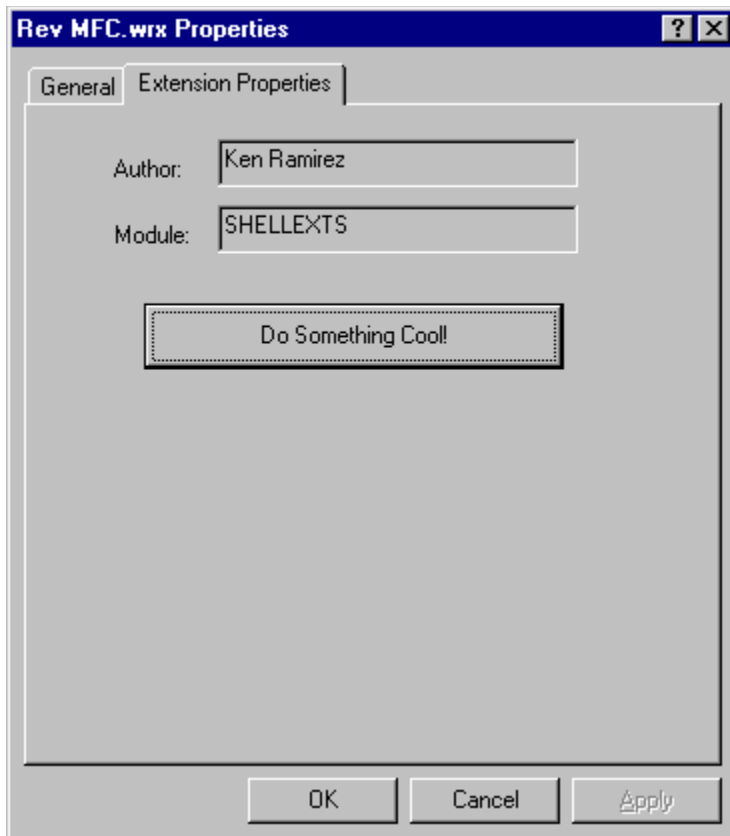 Rev MFC.wrx Properties
General Extension Properties
Author: Ken Ramirez
Module: SHELLEXTS
Do Something Cool!
OK Cancel Apply